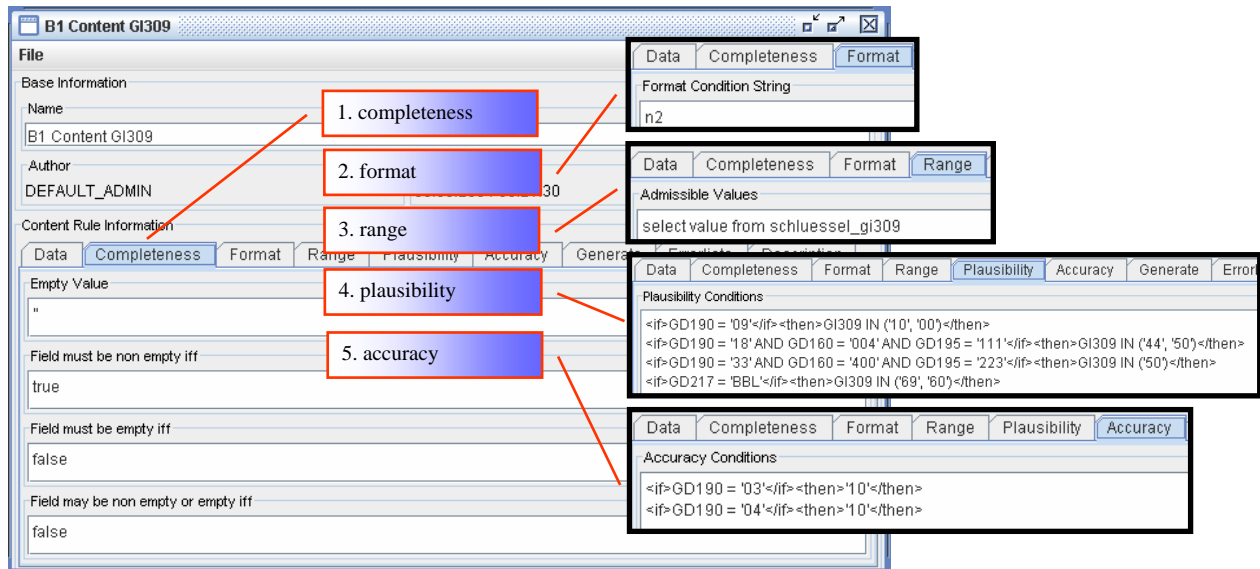 B1 Content GI309
File
Base Information
Name
B1 Content GI309
Author
DEFAULT_ADMIN
Content Rule Information
Data Completeness Format Range Plausibility Accuracy Generate Errorlists Description
Empty Value
''
Field must be non empty iff
true
Field must be empty iff
false
Field may be non empty or empty iff
false
1. completeness
2. format
3. range
4. plausibility
5. accuracy
Data Completeness Format
Format Condition String
n2
Data Completeness Format Range
Admissible Values
select value from schluessel_gi309
Data Completeness Format Range Plausibility Accuracy Generate
Plausibility Conditions
<if>GD190 = '09'</if><then>GI309 IN ('10', '00')</then>
<if>GD190 = '18' AND GD160 = '004' AND GD195 = '111'</if><then>GI309 IN ('44', '50')</then>
<if>GD190 = '33' AND GD160 = '400' AND GD195 = '223'</if><then>GI309 IN ('50')</then>
<if>GD217 = 'BBL'</if><then>GI309 IN ('69', '60')</then>
Data Completeness Format Range Plausibility Accuracy
Accuracy Conditions
<if>GD190 = '03'</if><then>'10'</then>
<if>GD190 = '04'</if><then>'10'</then>